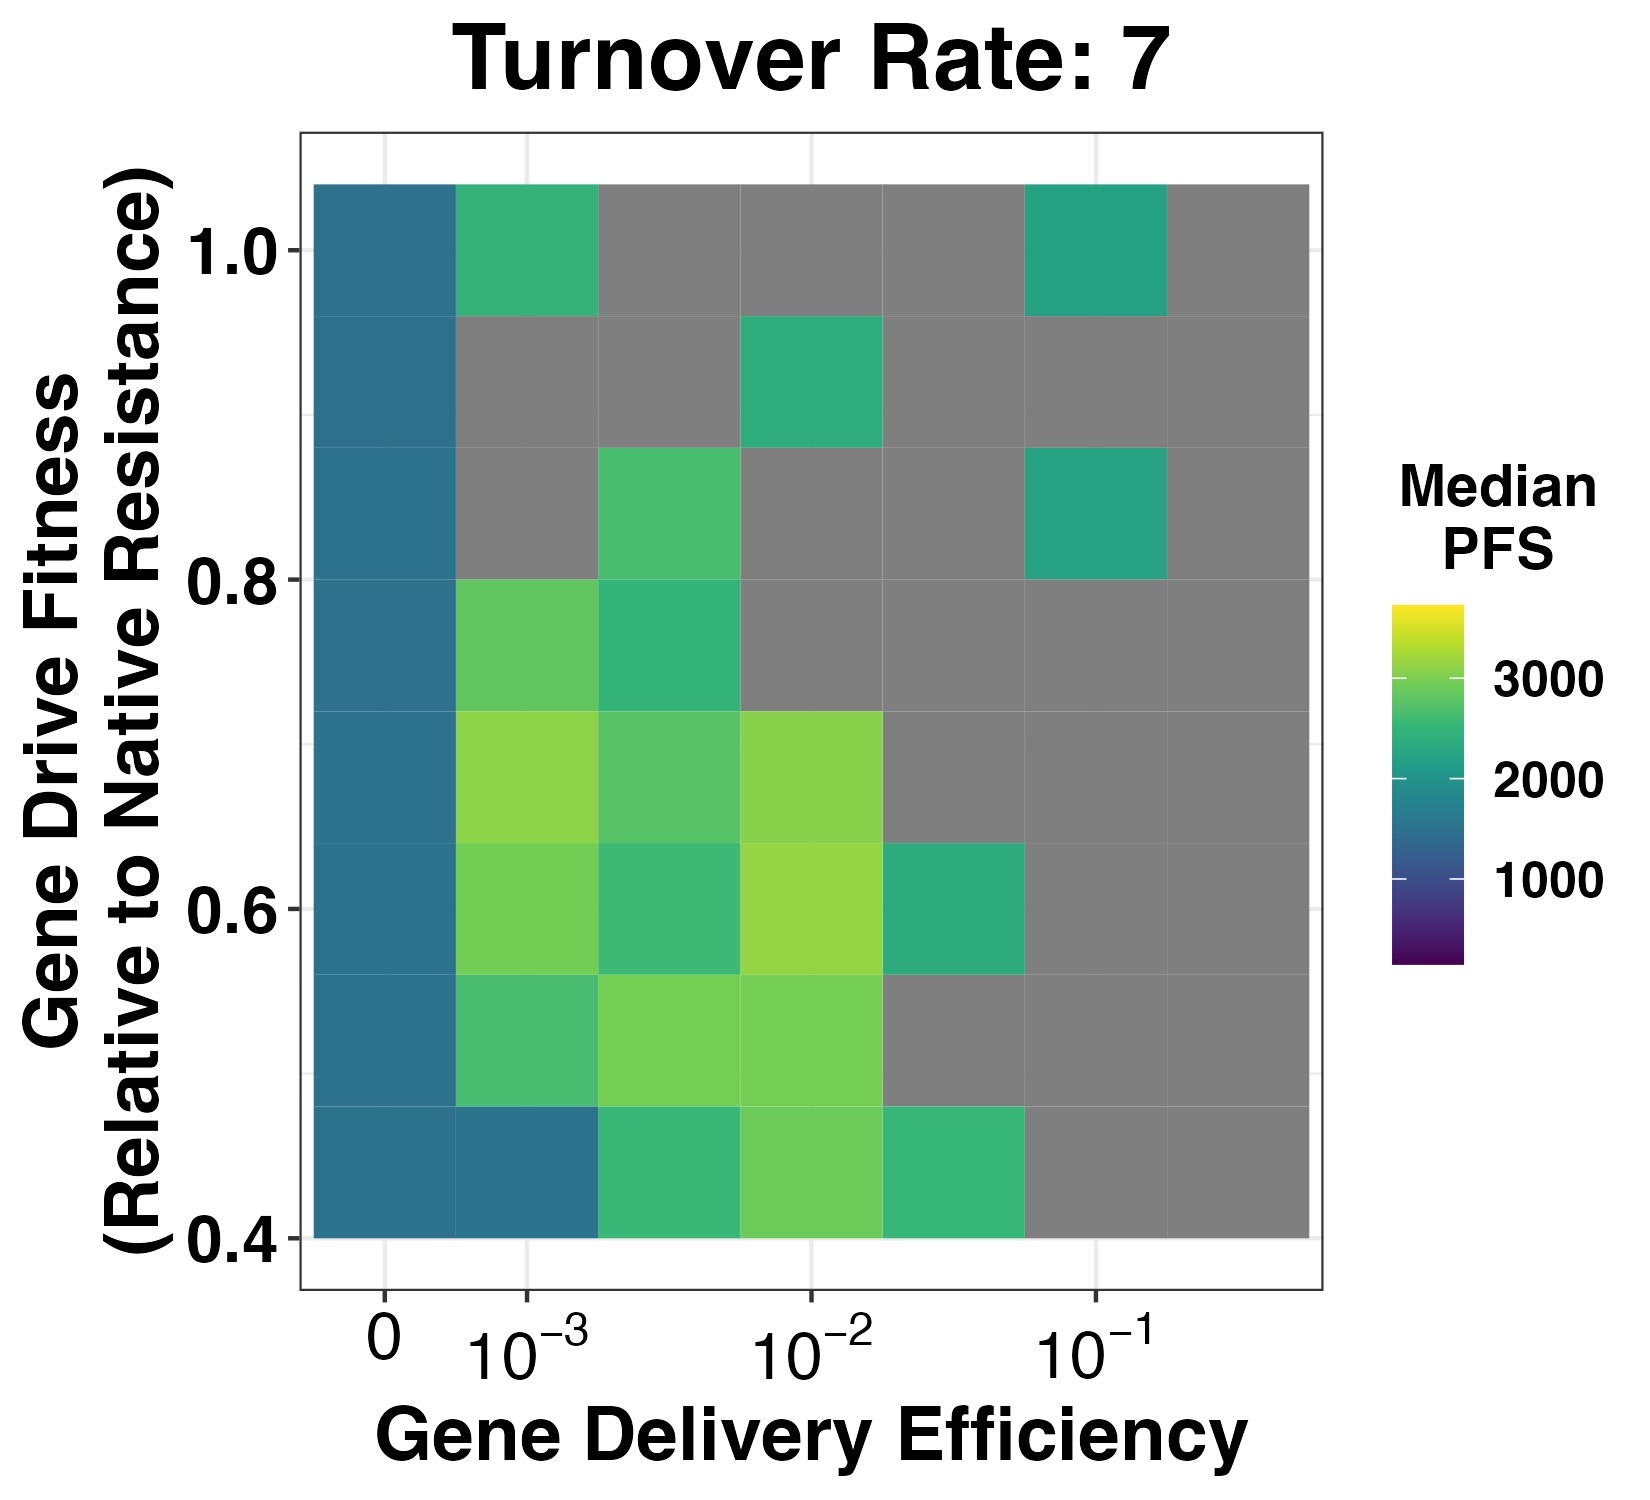 Turnover Rate: 7
Gene Drive Fitness
(Relative to Native Resistance)
1.0
0.8
0.6
0.4
0
10⁻³
10⁻²
10⁻¹
Gene Delivery Efficiency
Median
PFS
3000
2000
1000